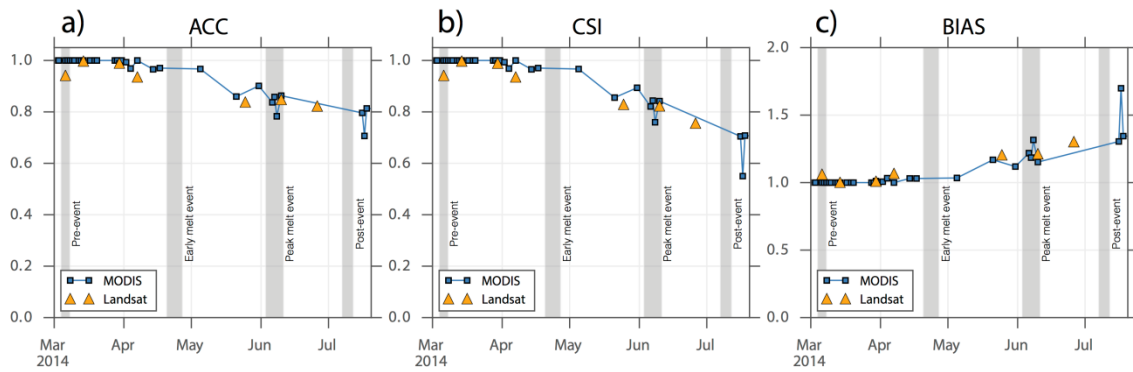 a) ACC
1.0
0.8
0.6
0.4
0.2
0.0
Pre-event
Early melt event
Peak melt event
Post-event
MODIS
Landsat
Mar Apr May Jun Jul
2014
b) CSI
1.0
0.8
0.6
0.4
0.2
0.0
Pre-event
Early melt event
Peak melt event
Post-event
MODIS
Landsat
Mar Apr May Jun Jul
2014
c) BIAS
2.0
1.5
1.0
0.5
0.0
Pre-event
Early melt event
Peak melt event
Post-event
MODIS
Landsat
Mar Apr May Jun Jul
2014